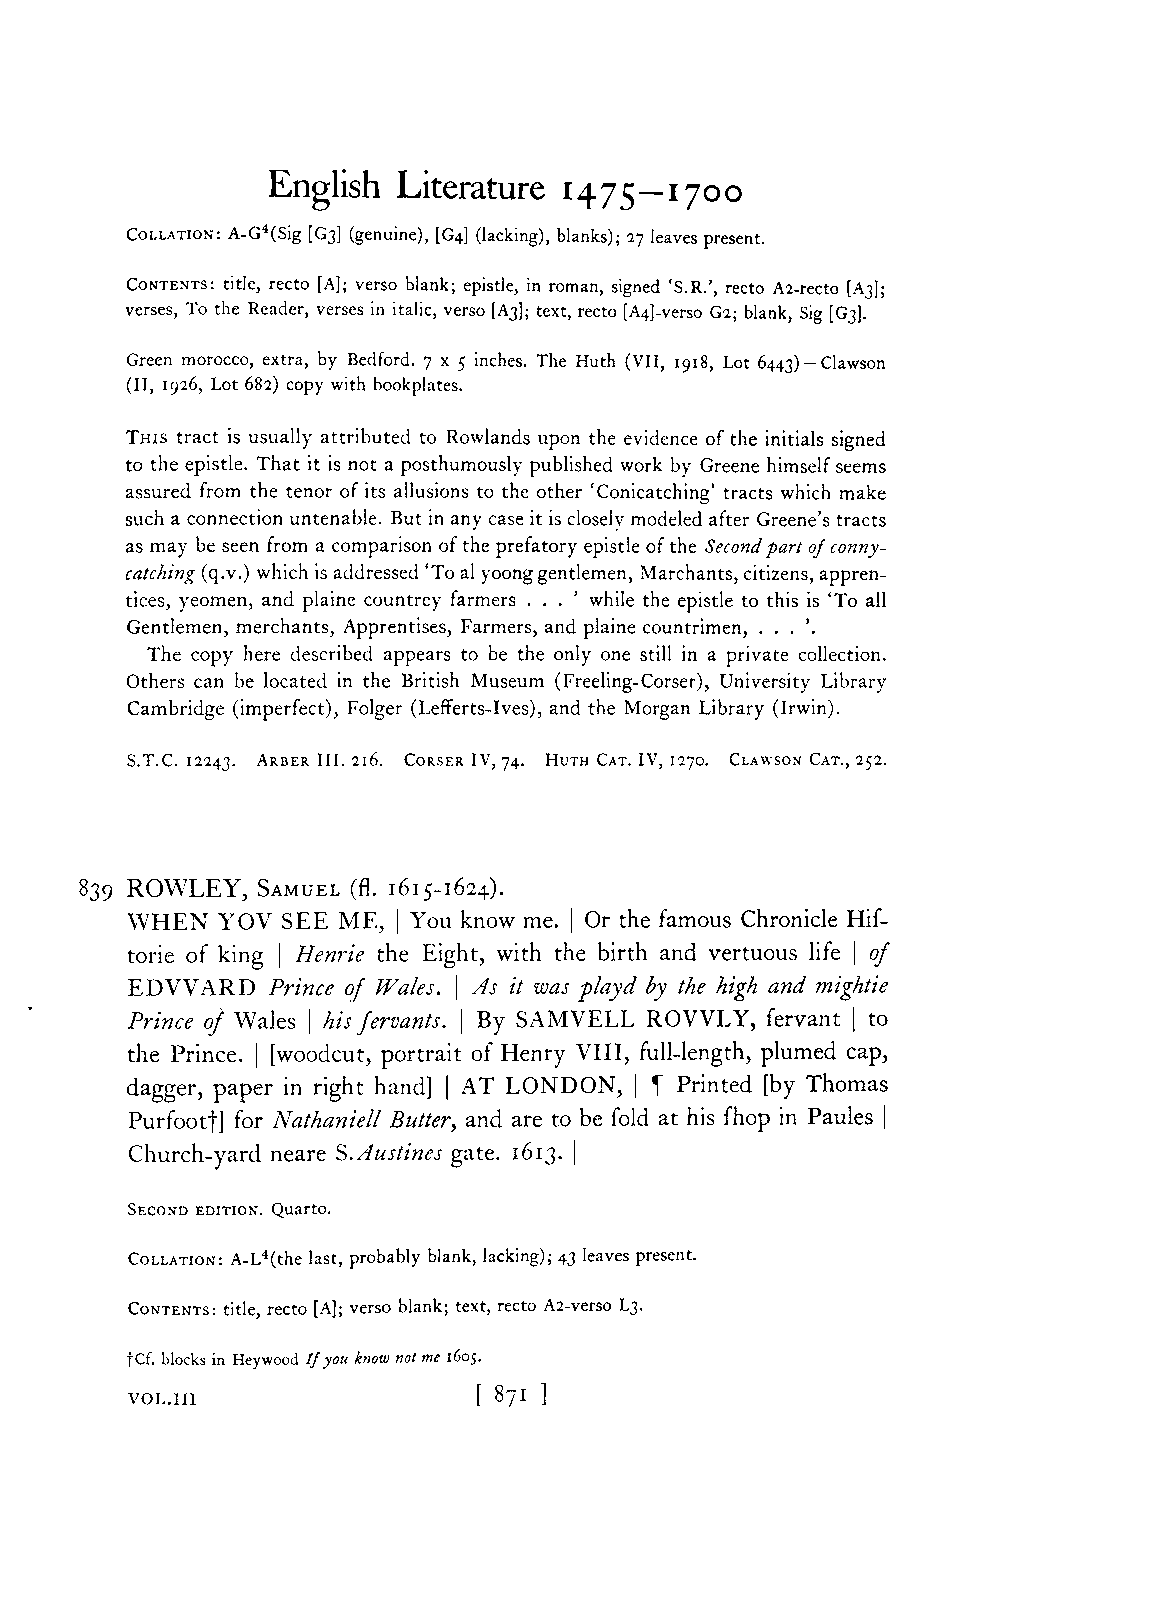 English Literature 1475–1700
COLLATION: A-G⁴(Sig [G3] (genuine), [G4] (lacking), blanks); 27 leaves present.
CONTENTS: title, recto [A]; verso blank; epistle, in roman, signed ‘S.R.’, recto A2-recto [A3];
verses, To the Reader, verses in italic, verso [A3]; text, recto [A4]-verso G2; blank, Sig [G3].
Green morocco, extra, by Bedford. 7 x 5 inches. The Huth (VII, 1918, Lot 6443)—Clawson
(II, 1926, Lot 682) copy with bookplates.
THIS tract is usually attributed to Rowlands upon the evidence of the initials signed
to the epistle. That it is not a posthumously published work by Greene himself seems
assured from the tenor of its allusions to the other ‘Conicatching’ tracts which make
such a connection untenable. But in any case it is closely modeled after Greene's tracts
as may be seen from a comparison of the prefatory epistle of the Second part of conny-
catching (q.v.) which is addressed ‘To al yoong gentlemen, Marchants, citizens, appren-
tices, yeomen, and plaine countrey farmers . . . ’ while the epistle to this is ‘To all
Gentlemen, merchants, Apprentises, Farmers, and plaine countrimen, . . . ’.
The copy here described appears to be the only one still in a private collection.
Others can be located in the British Museum (Freeling-Corser), University Library
Cambridge (imperfect), Folger (Lefferts-Ives), and the Morgan Library (Irwin).
S.T.C. 12243. ARBER III. 216. CORSER IV, 74. HUTH CAT. IV, 1270. CLAWSON CAT., 252.
839 ROWLEY, SAMUEL (fl. 1615-1624).
WHEN YOV SEE ME, | You know me. | Or the famous Chronicle Hiſ-
torie of king | Henrie the Eight, with the birth and vertuous life | of
EDVVARD Prince of Wales. | As it was playd by the high and mightie
Prince of Wales | his ſervants. | By SAMVELL ROVVLY, ſervant | to
the Prince. | [woodcut, portrait of Henry VIII, full-length, plumed cap,
dagger, paper in right hand] | AT LONDON, | ¶ Printed [by Thomas
Purfoot†] for Nathaniell Butter, and are to be ſold at his ſhop in Paules |
Church-yard neare S.Austines gate. 1613. |
SECOND EDITION. Quarto.
COLLATION: A-L⁴(the last, probably blank, lacking); 43 leaves present.
CONTENTS: title, recto [A]; verso blank; text, recto A2-verso L3.
†Cf. blocks in Heywood If you know not me 1605.
VOL.III
[ 871 ]